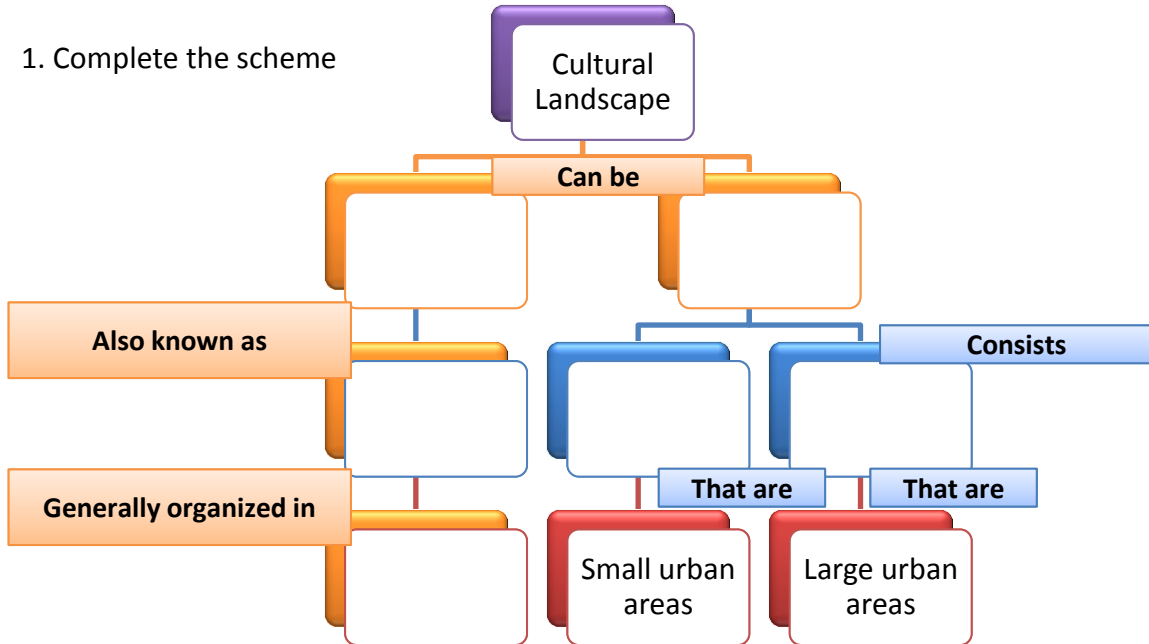 1. Complete the scheme
Cultural
Landscape
Can be
Also known as
Consists
Generally organized in
That are
That are
Small urban
areas
Large urban
areas